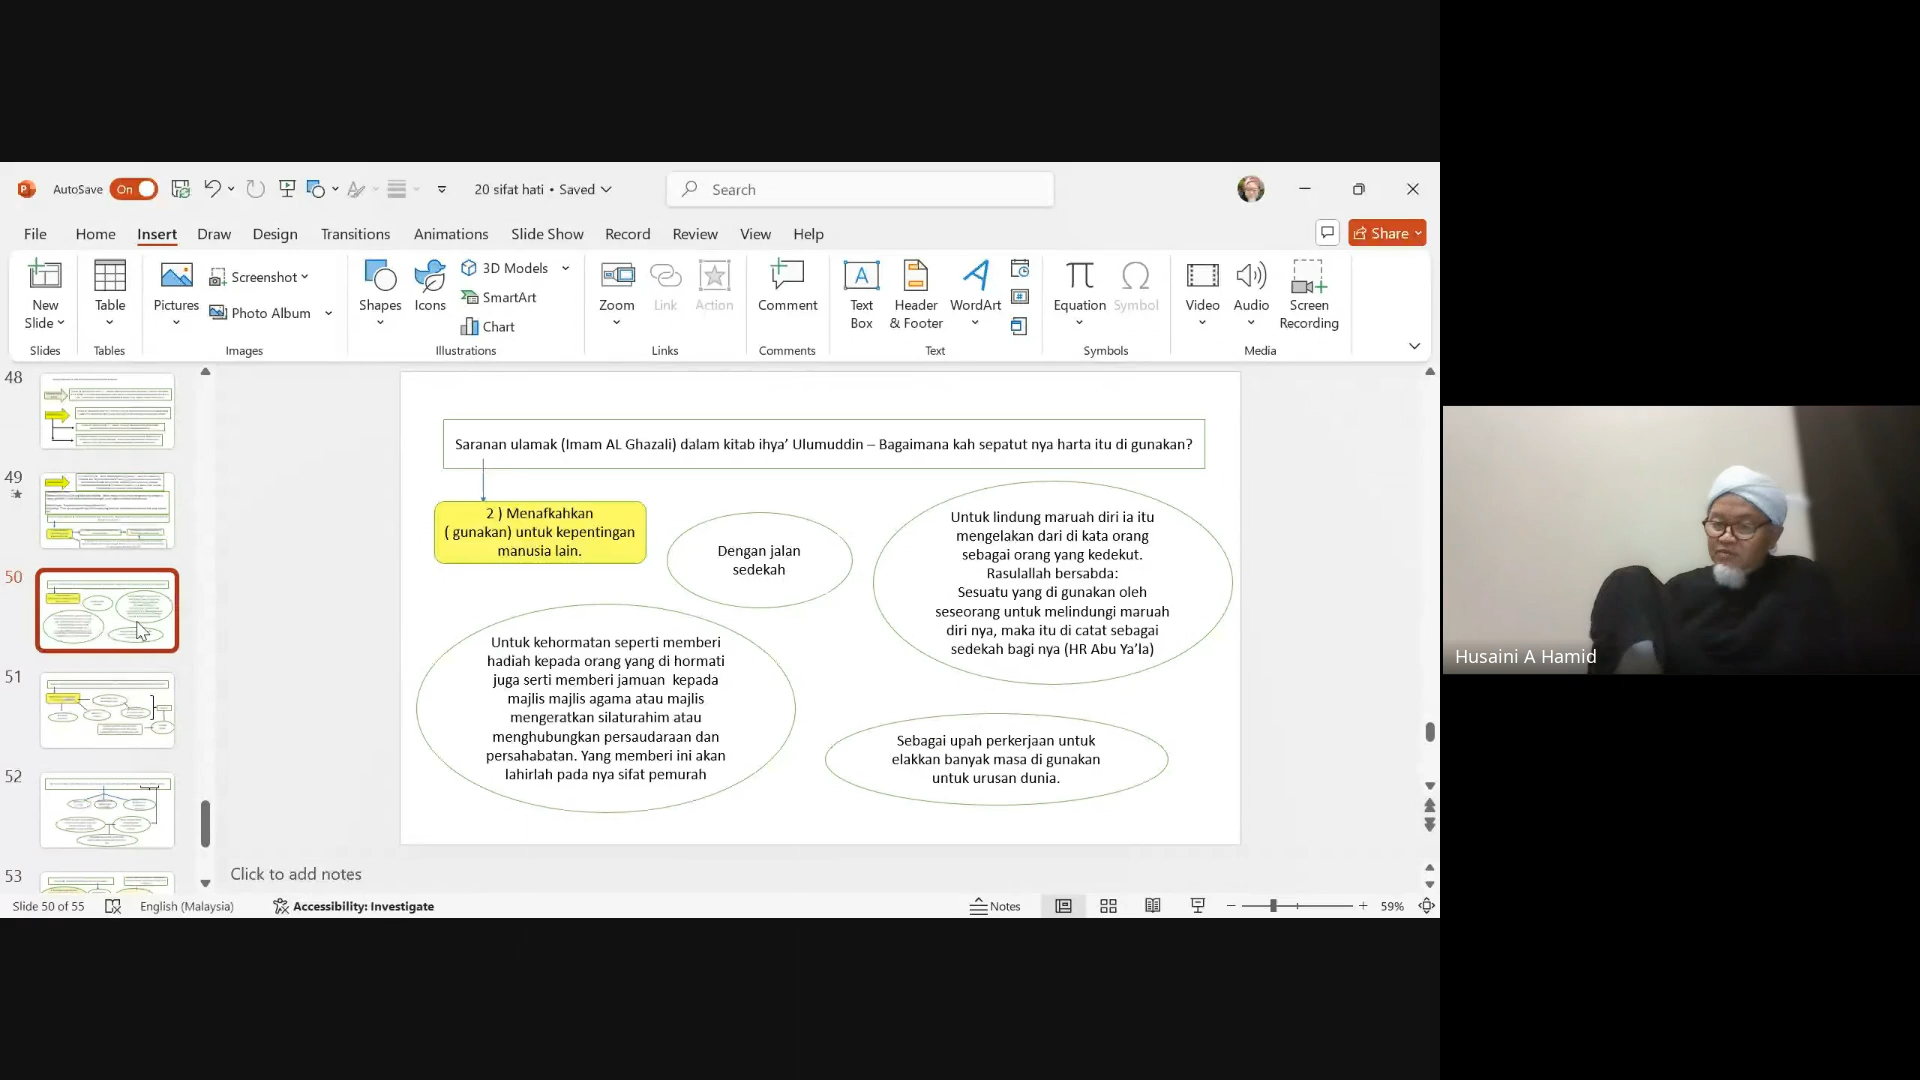 AutoSave On 20 sifat hati • Saved Search
File Home Insert Draw Design Transitions Animations Slide Show Record Review View Help Share
New Slide
Table
Pictures
Screenshot
Photo Album
Shapes
Icons
3D Models
SmartArt
Chart
Zoom
Link
Action
Comment
Text Box
Header & Footer
WordArt
Equation
Symbol
Video
Audio
Screen Recording
Slides Tables Images Illustrations Links Comments Text Symbols Media
48
49
50
51
52
53
Saranan ulamak (Imam AL Ghazali) dalam kitab ihya’ Ulumuddin – Bagaimana kah sepatut nya harta itu di gunakan?
2 ) Menafkahkan
( gunakan) untuk kepentingan
manusia lain.
Dengan jalan
sedekah
Untuk lindung maruah diri ia itu
mengelakan dari di kata orang
sebagai orang yang kedekut.
Rasulallah bersabda:
Sesuatu yang di gunakan oleh
seseorang untuk melindungi maruah
diri nya, maka itu di catat sebagai
sedekah bagi nya (HR Abu Ya’la)
Untuk kehormatan seperti memberi
hadiah kepada orang yang di hormati
juga serti memberi jamuan kepada
majlis majlis agama atau majlis
mengeratkan silaturahim atau
menghubungkan persaudaraan dan
persahabatan. Yang memberi ini akan
lahirlah pada nya sifat pemurah
Sebagai upah perkerjaan untuk
elakkan banyak masa di gunakan
untuk urusan dunia.
Click to add notes
Slide 50 of 55 English (Malaysia) Accessibility: Investigate Notes 59%
Husaini A Hamid